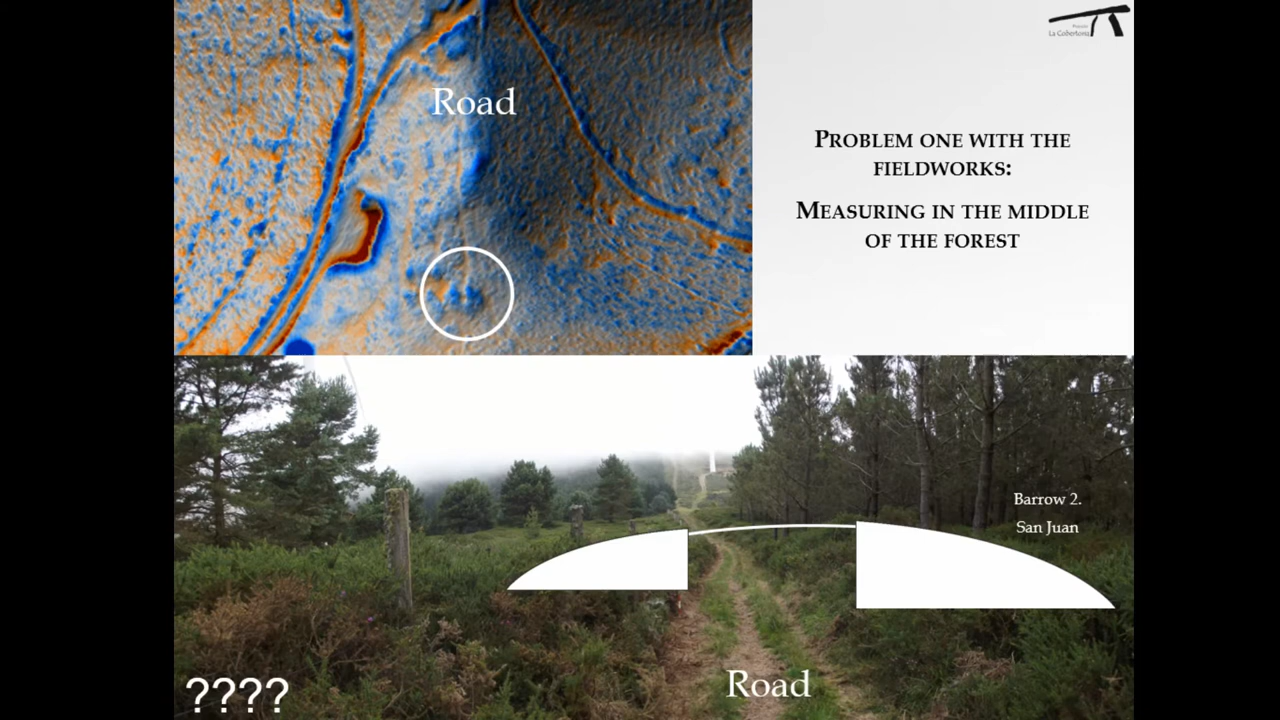 Road
Proyecto
La Cobertoria
PROBLEM ONE WITH THE
FIELDWORKS:
MEASURING IN THE MIDDLE
OF THE FOREST
Barrow 2.
San Juan
Road
????